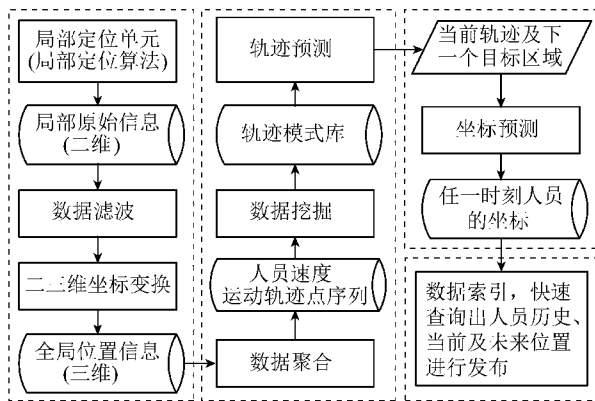 局部定位单元
(局部定位算法)
局部原始信息
(二维)
数据滤波
二三维坐标变换
全局位置信息
(三维)
轨迹预测
轨迹模式库
数据挖掘
人员速度
运动轨迹点序列
数据聚合
当前轨迹及下
一个目标区域
坐标预测
任一时刻人员
的坐标
数据索引，快速
查询出人员历史、
当前及未来位置
进行发布